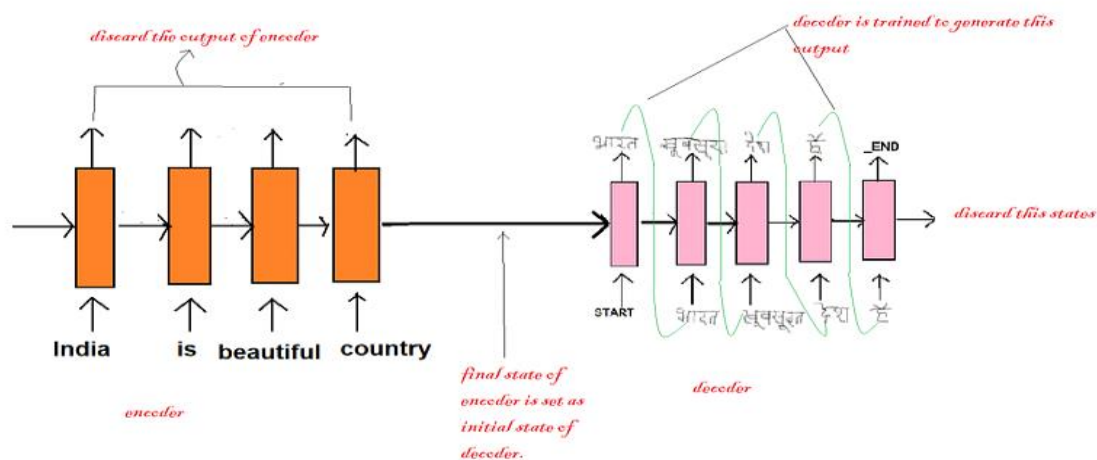 discard the output of encoder
decoder is trained to generate this
output
भारत खूबसूरत देश है _END
discard this states
START भारत खूबसूरत देश है
India is beautiful country
final state of
encoder is set as
initial state of
decoder.
encoder
decoder